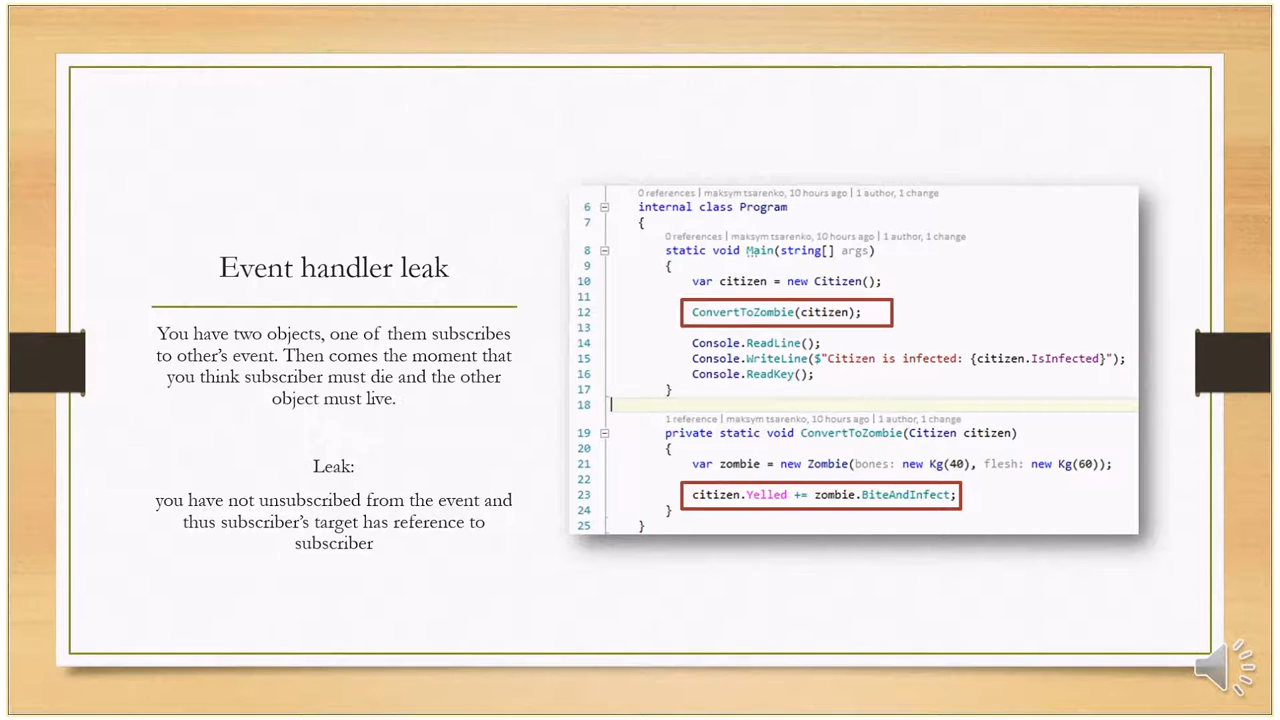 Event handler leak
You have two objects, one of them subscribes
to other's event. Then comes the moment that
you think subscriber must die and the other
object must live.
Leak:
you have not unsubscribed from the event and
thus subscriber's target has reference to
subscriber
0 references | maksym tsarenko, 10 hours ago | 1 author, 1 change
6 internal class Program
7 {
0 references | maksym tsarenko, 10 hours ago | 1 author, 1 change
8 static void Main(string[] args)
9 {
10 var citizen = new Citizen();
11
12 ConvertToZombie(citizen);
13
14 Console.ReadLine();
15 Console.WriteLine($"Citizen is infected: {citizen.IsInfected}");
16 Console.ReadKey();
17 }
18
1 reference | maksym tsarenko, 10 hours ago | 1 author, 1 change
19 private static void ConvertToZombie(Citizen citizen)
20 {
21 var zombie = new Zombie(bones: new Kg(40), flesh: new Kg(60));
22
23 citizen.Yelled += zombie.BiteAndInfect;
24 }
25 }